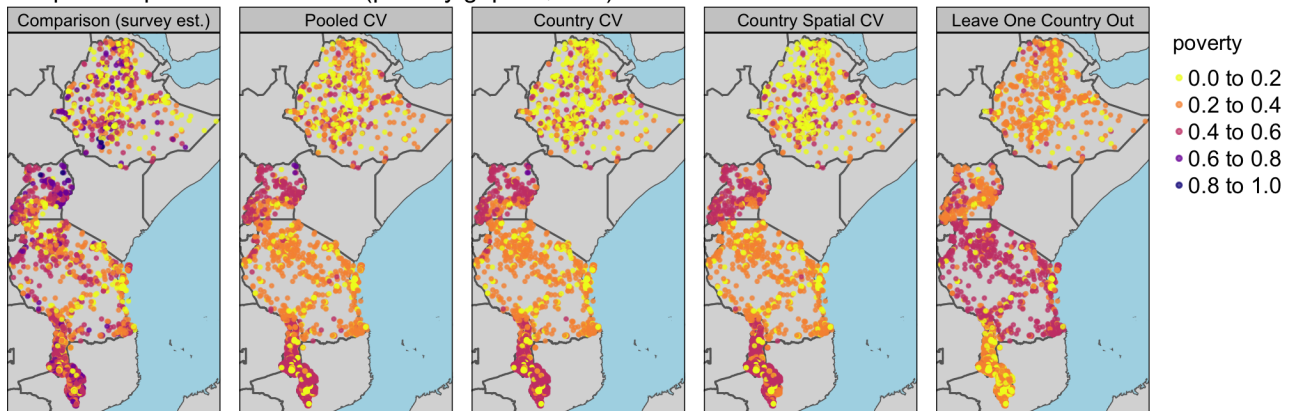 Comparison (survey est.)
Pooled CV
Country CV
Country Spatial CV
Leave One Country Out
poverty
0.0 to 0.2
0.2 to 0.4
0.4 to 0.6
0.6 to 0.8
0.8 to 1.0